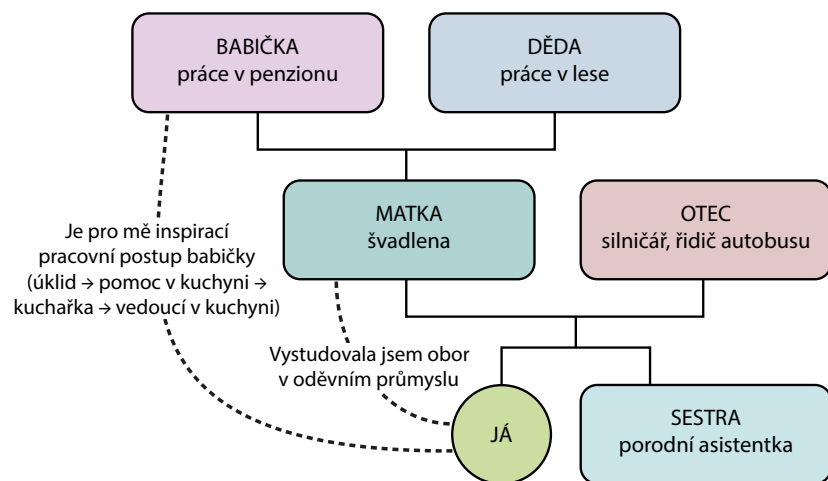 BABIČKA
práce v penzionu
DĚDA
práce v lese
MATKA
švadlena
OTEC
silničář, řidič autobusu
Je pro mě inspirací
pracovní postup babičky
(úklid → pomoc v kuchyni →
kuchařka → vedoucí v kuchyni)
Vystudovala jsem obor
v oděvním průmyslu
JÁ
SESTRA
porodní asistentka